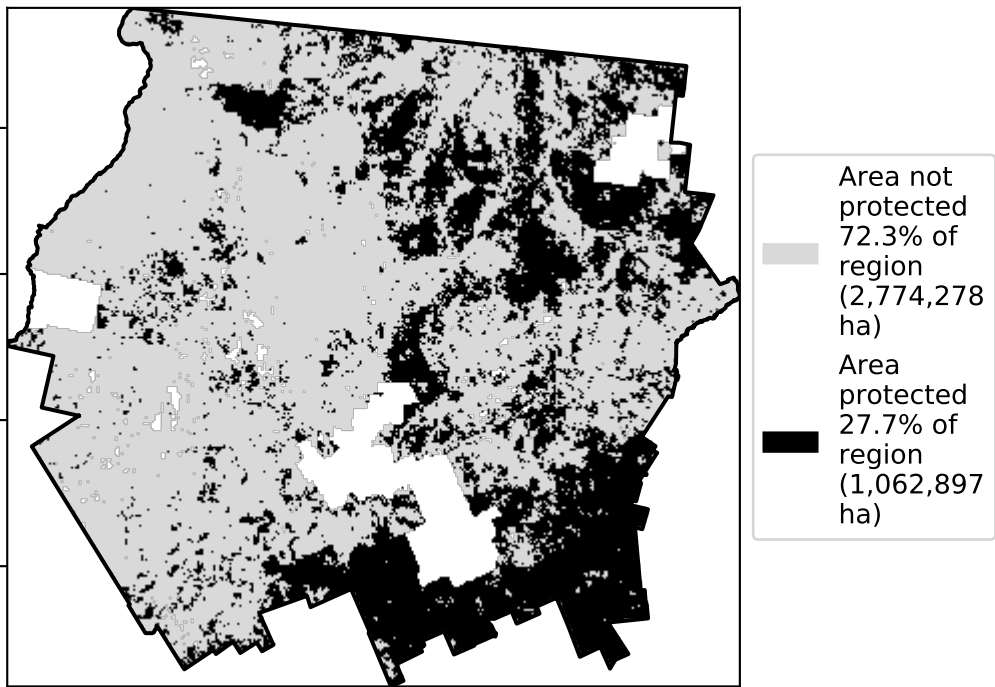 Area not
protected
72.3% of
region
(2,774,278
ha)
Area
protected
27.7% of
region
(1,062,897
ha)